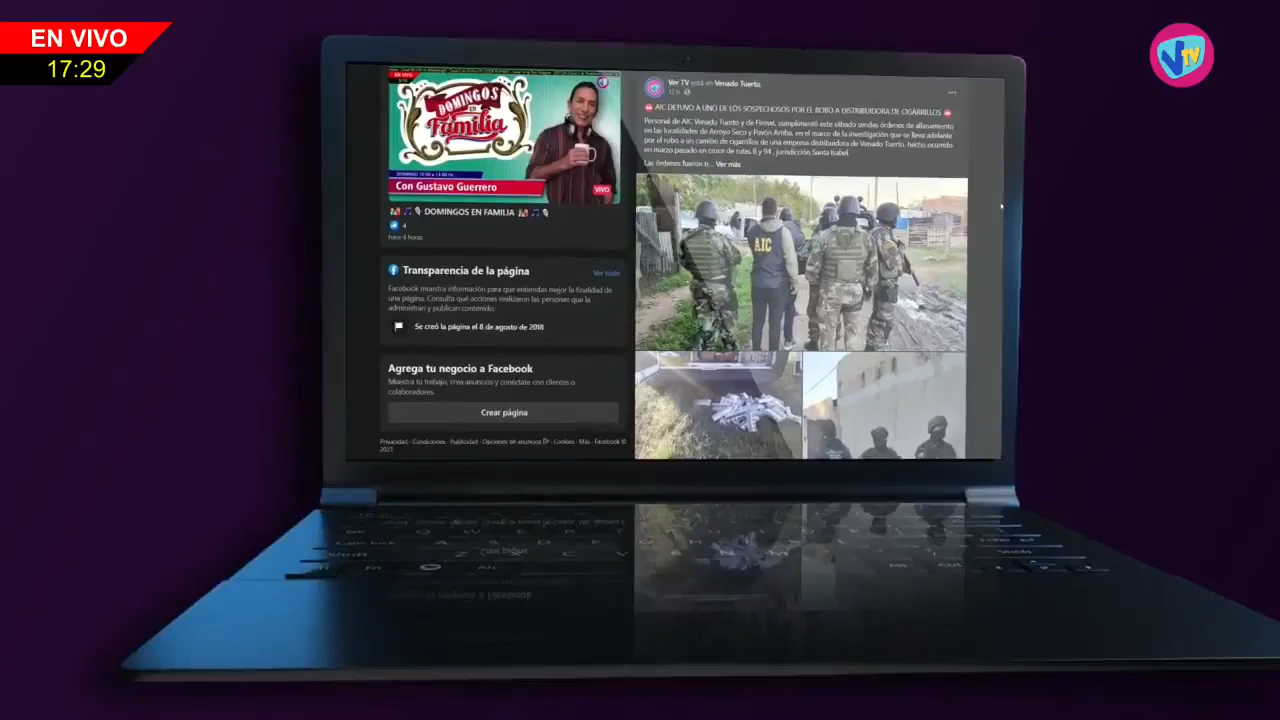 EN VIVO
17:29
VTV
EN VIVO
DOMINGOS
EN
Familia
Con Gustavo Guerrero
VIVO
DOMINGOS EN FAMILIA
4
hace 4 horas
Transparencia de la página
Ver todo
Facebook muestra información para que entiendas mejor la finalidad de
una página. Consulta qué acciones realizaron las personas que la
administran y publican contenido.
Se creó la página el 8 de agosto de 2018
Agrega tu negocio a Facebook
Muestra tu trabajo, crea anuncios y conéctate con clientes o
colaboradores.
Crear página
Privacidad · Condiciones · Publicidad · Opciones de anuncios · Cookies · Más · Facebook ©
2021
Ver TV está en Venado Tuerto
12 h
AIC DETUVO A UNO DE LOS SOSPECHOSOS POR EL ROBO A DISTRIBUIDORA DE CIGARRILLOS
Personal de AIC Venado Tuerto y de Firmat, cumplimentó este sábado sendas órdenes de allanamiento
en las localidades de Arroyo Seco y Pavón Arriba, en el marco de la investigación que se lleva adelante
por el robo a un camión de cigarrillos de una empresa distribuidora de Venado Tuerto, hecho ocurrido
en marzo pasado en cruce de rutas 8 y 94 , jurisdicción Santa Isabel
Las órdenes fueron tr... Ver más
AIC